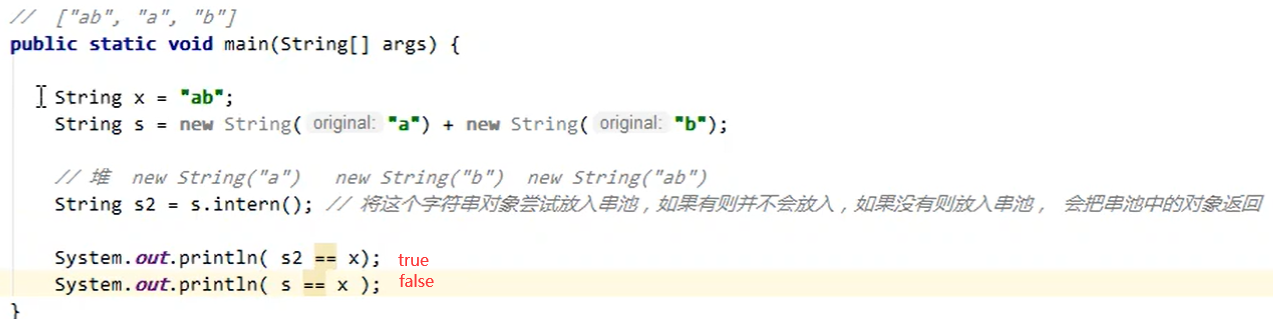 // ["ab", "a", "b"]
public static void main(String[] args) {
String x = "ab";
String s = new String( original: "a") + new String( original: "b");
// 堆 new String("a") new String("b") new String("ab")
String s2 = s.intern(); // 将这个字符串对象尝试放入串池,如果有则并不会放入,如果没有则放入串池, 会把串池中的对象返回
System.out.println( s2 == x); true
System.out.println( s == x ); false
}